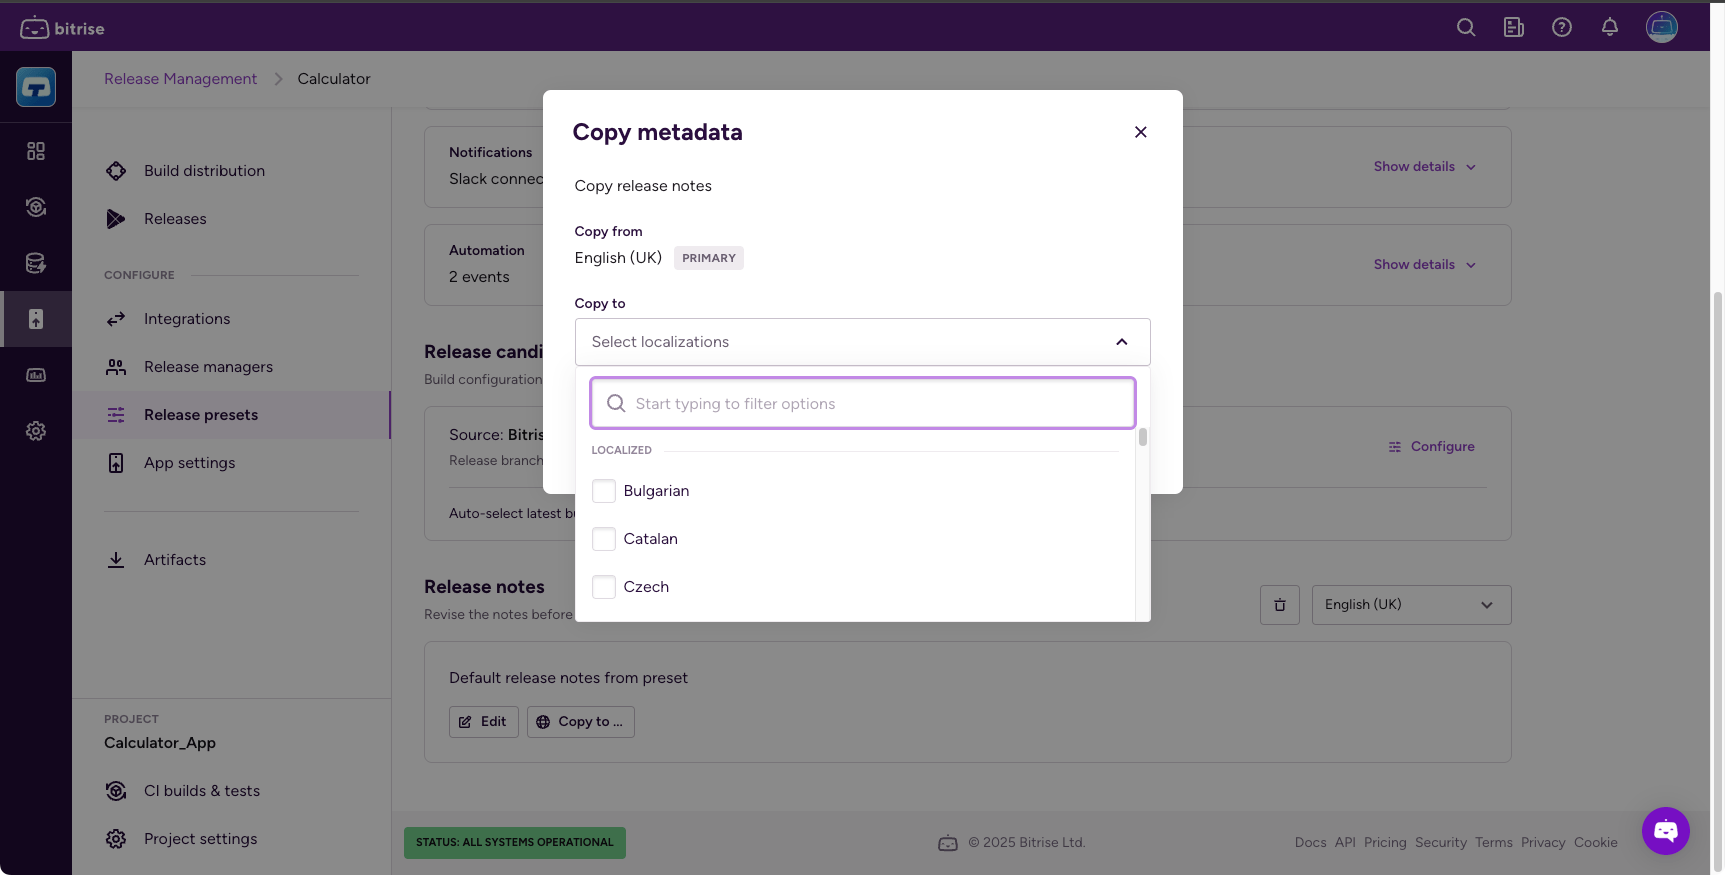 bitrise
Release Management > Calculator
Build distribution
Releases
CONFIGURE
Integrations
Release managers
Release presets
App settings
Artifacts
PROJECT
Calculator_App
CI builds & tests
Project settings
Notifications
Slack connec
Show details
Automation
2 events
Show details
Release candi
Build configuration
Source: Bitris
Release branch
Configure
Auto-select latest b
Release notes
Revise the notes before
English (UK)
Default release notes from preset
Edit
Copy to ...
Copy metadata
Copy release notes
Copy from
English (UK) PRIMARY
Copy to
Select localizations
Start typing to filter options
LOCALIZED
Bulgarian
Catalan
Czech
STATUS: ALL SYSTEMS OPERATIONAL
© 2025 Bitrise Ltd.
Docs API Pricing Security Terms Privacy Cookie